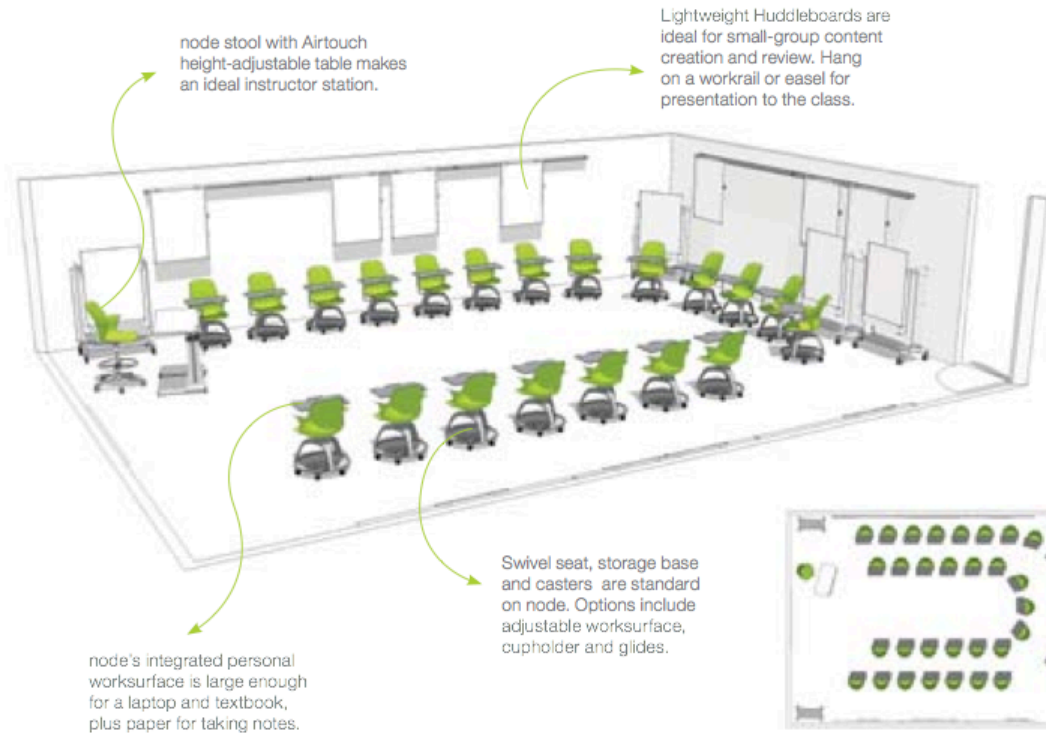 node stool with Airtouch
height-adjustable table makes
an ideal instructor station.
Lightweight Huddleboards are
ideal for small-group content
creation and review. Hang
on a workrail or easel for
presentation to the class.
Swivel seat, storage base
and casters are standard
on node. Options include
adjustable worksurface,
cupholder and glides.
node's integrated personal
worksurface is large enough
for a laptop and textbook,
plus paper for taking notes.